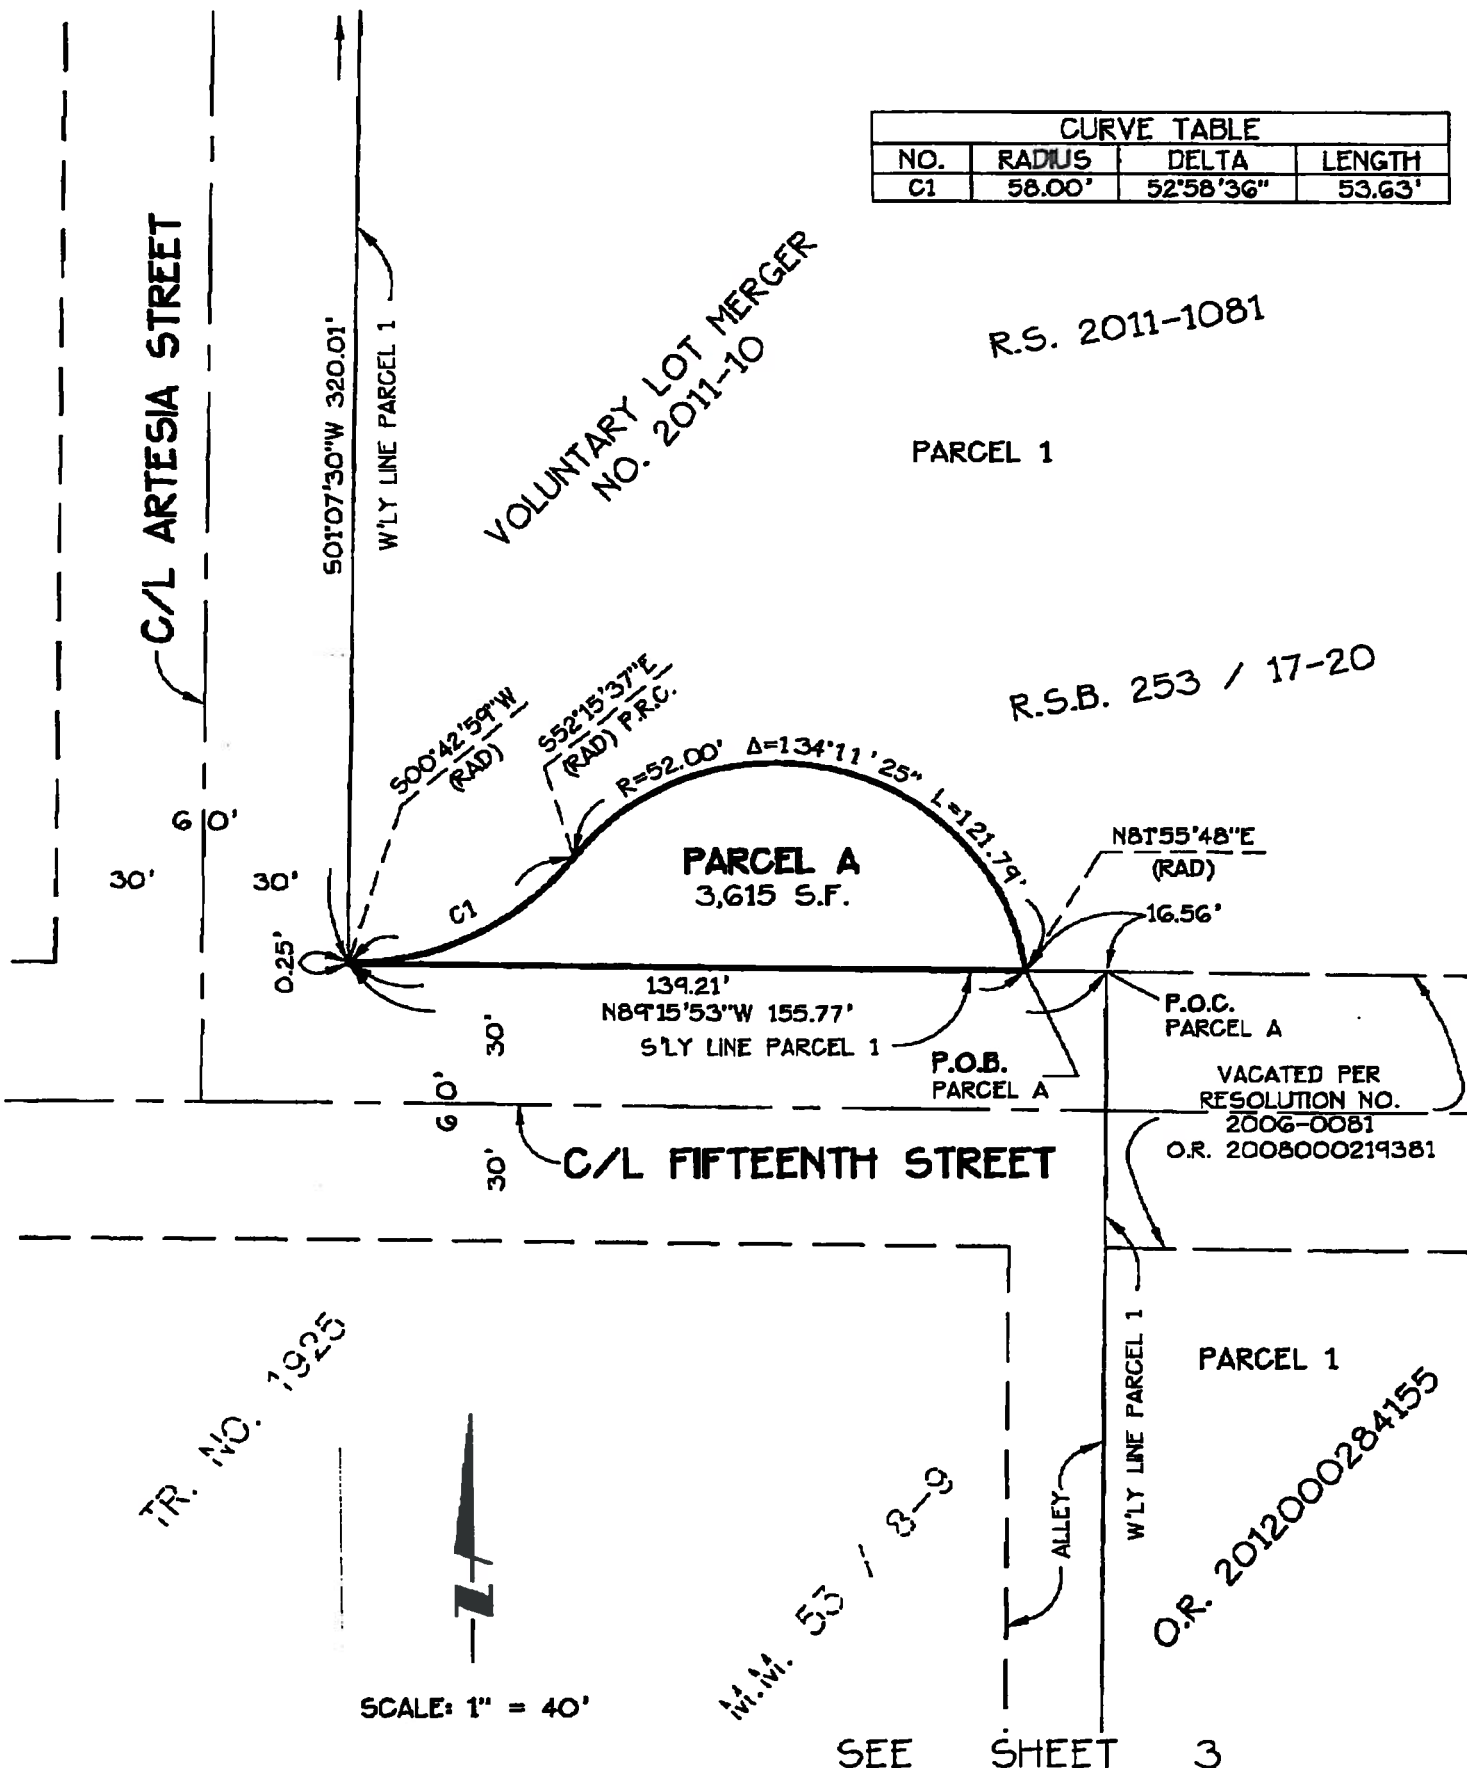 CURVE TABLE
NO. RADIUS DELTA LENGTH
C1 58.00' 52°58'36" 53.63'
C/L ARTESIA STREET
S01°07'30"W 320.01'
W'LY LINE PARCEL 1
VOLUNTARY LOT MERGER
NO. 2011-10
R.S. 2011-1081
PARCEL 1
R.S.B. 253 / 17-20
S00°42'59"W
(RAD)
S52°15'37"E
(RAD) P.R.C.
R=52.00' Δ=134°11'25" L=121.79'
60'
30' 30'
C1
PARCEL A
3,615 S.F.
N81°55'48"E
(RAD)
16.56'
0.25'
139.21'
N89°15'53"W 155.77'
S'LY LINE PARCEL 1
P.O.C.
PARCEL A
P.O.B.
PARCEL A
30'
60'
30'
VACATED PER
RESOLUTION NO.
2006-0081
O.R. 2008000219381
C/L FIFTEENTH STREET
TR. NO. 1925
W'LY LINE PARCEL 1
PARCEL 1
ALLEY
O.R. 2012000284155
M.M. 53 / 8-9
N
SCALE: 1" = 40'
SEE SHEET 3